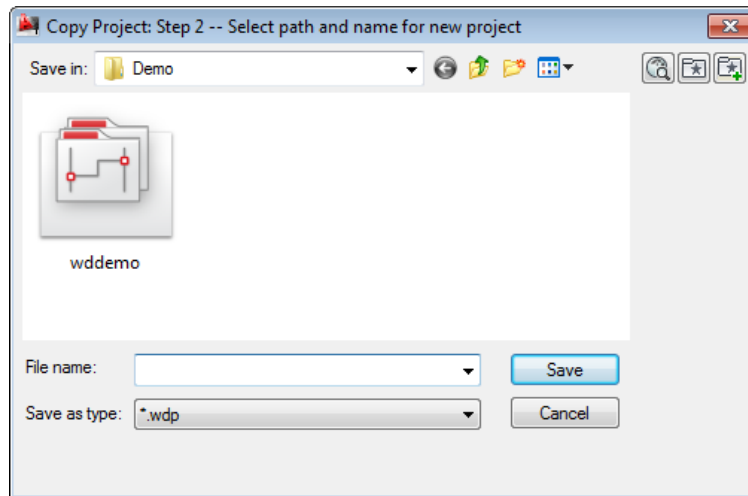 Copy Project: Step 2 -- Select path and name for new project
Save in: Demo
wddemo
File name:
Save
Save as type: *.wdp
Cancel